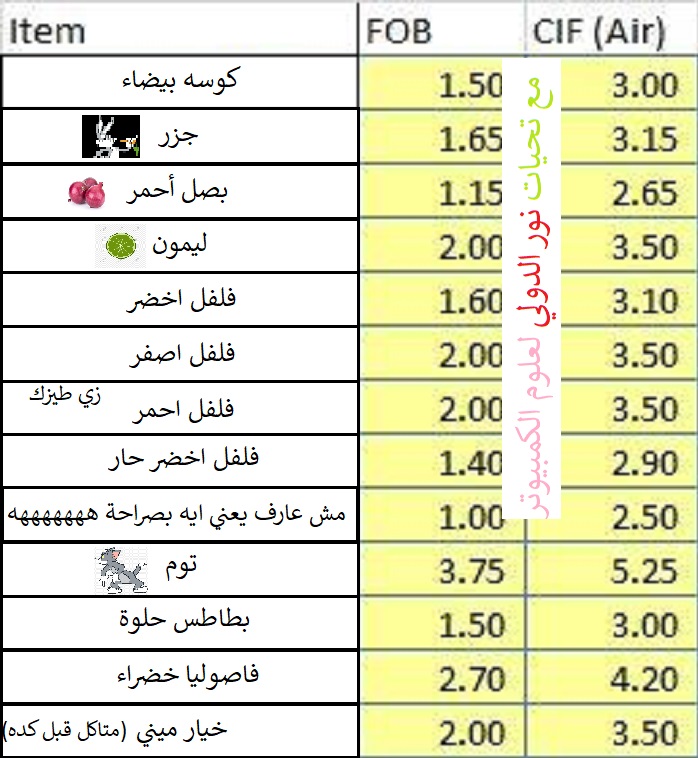 Item FOB CIF (Air)
كوسه بيضاء 1.50 3.00
جزر 1.65 3.15
بصل أحمر 1.15 2.65
ليمون 2.00 3.50
فلفل اخضر 1.60 3.10
فلفل اصفر 2.00 3.50
فلفل احمر زي طيزك 2.00 3.50
فلفل اخضر حار 1.40 2.90
مش عارف يعني ايه بصراحة هههههههه 1.00 2.50
توم 3.75 5.25
بطاطس حلوة 1.50 3.00
فاصوليا خضراء 2.70 4.20
خيار ميني (متاكل قبل كده) 2.00 3.50
مع تحيات نور الدولي لعلوم الكمبيوتر